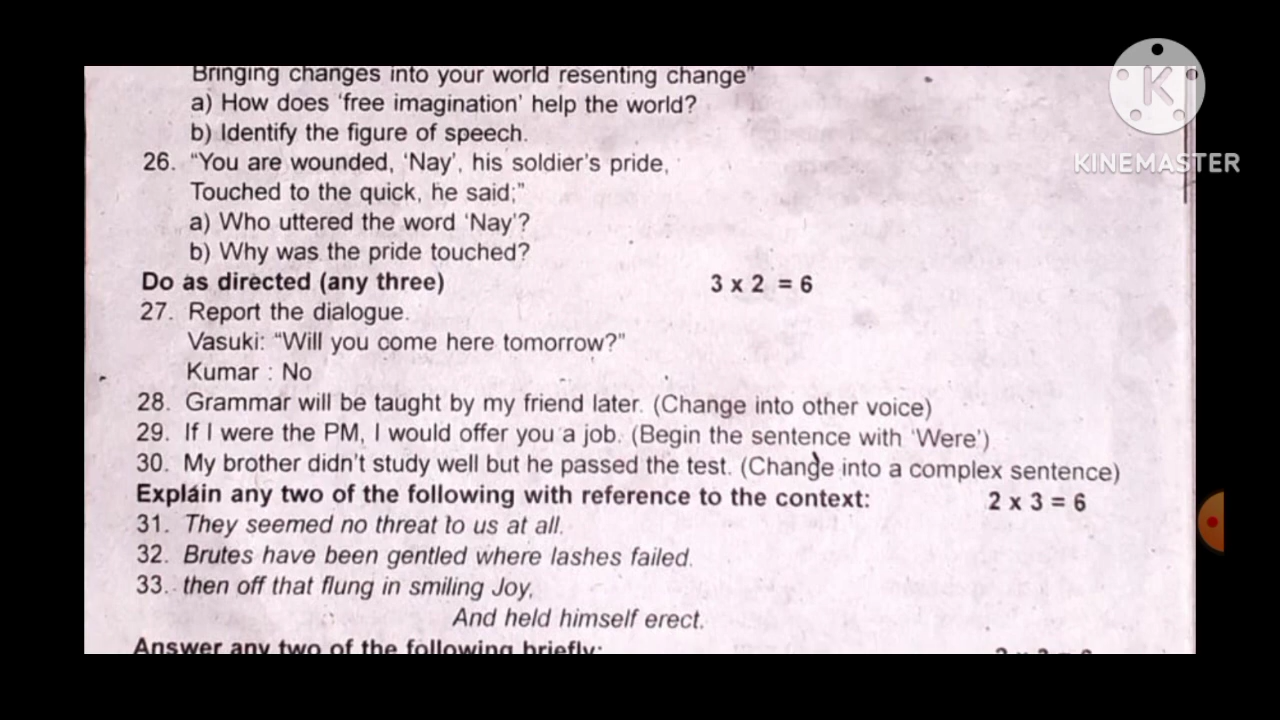 Bringing changes into your world resenting change"
a) How does 'free imagination' help the world?
b) Identify the figure of speech.
26. "You are wounded, 'Nay', his soldier's pride,
Touched to the quick, he said;"
a) Who uttered the word 'Nay'?
b) Why was the pride touched?
Do as directed (any three) 3 x 2 = 6
27. Report the dialogue.
Vasuki: "Will you come here tomorrow?"
Kumar : No
28. Grammar will be taught by my friend later. (Change into other voice)
29. If I were the PM, I would offer you a job. (Begin the sentence with 'Were')
30. My brother didn't study well but he passed the test. (Change into a complex sentence)
Explain any two of the following with reference to the context: 2 x 3 = 6
31. They seemed no threat to us at all.
32. Brutes have been gentled where lashes failed.
33. then off that flung in smiling Joy,
And held himself erect.
Answer any two of the following briefly:
K
KINEMASTER